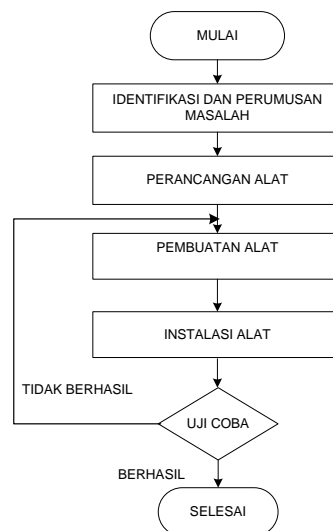 MULAI
IDENTIFIKASI DAN PERUMUSAN
MASALAH
PERANCANGAN ALAT
PEMBUATAN ALAT
INSTALASI ALAT
TIDAK BERHASIL
UJI COBA
BERHASIL
SELESAI